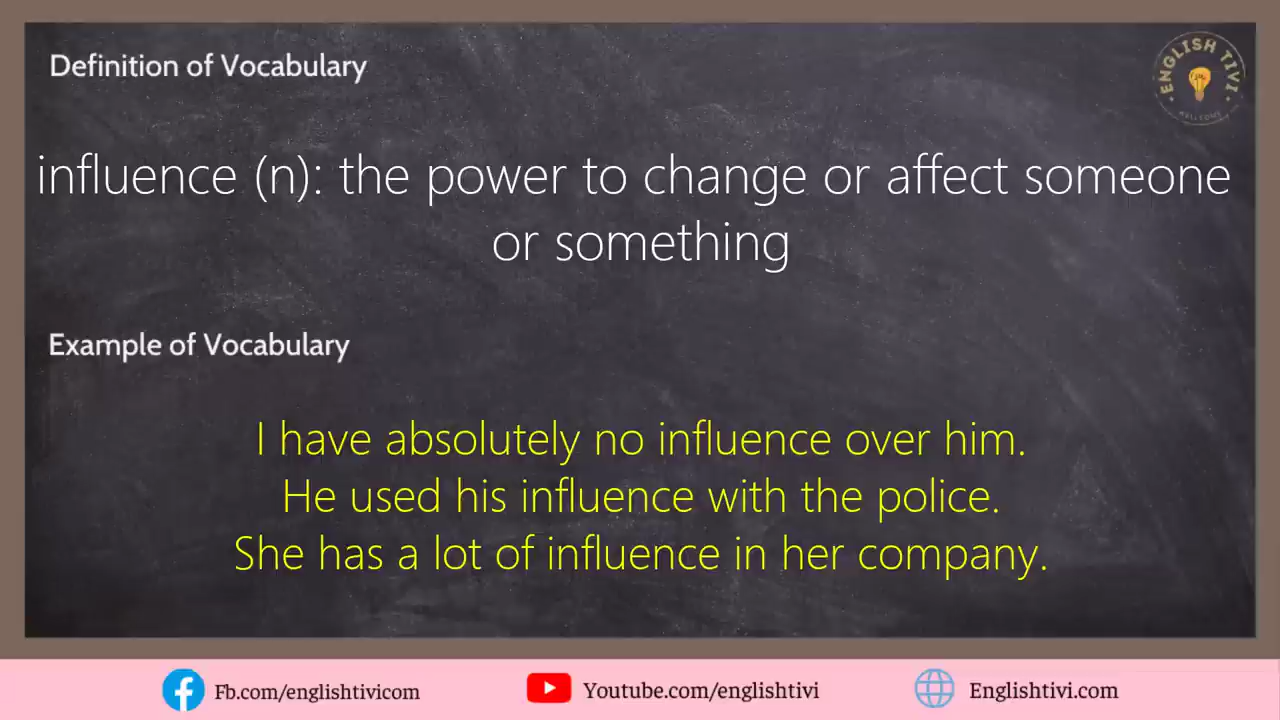 Definition of Vocabulary
ENGLISH TIVI
influence (n): the power to change or affect someone
or something
Example of Vocabulary
I have absolutely no influence over him.
He used his influence with the police.
She has a lot of influence in her company.
Fb.com/englishtivicom
Youtube.com/englishtivi
Englishtivi.com